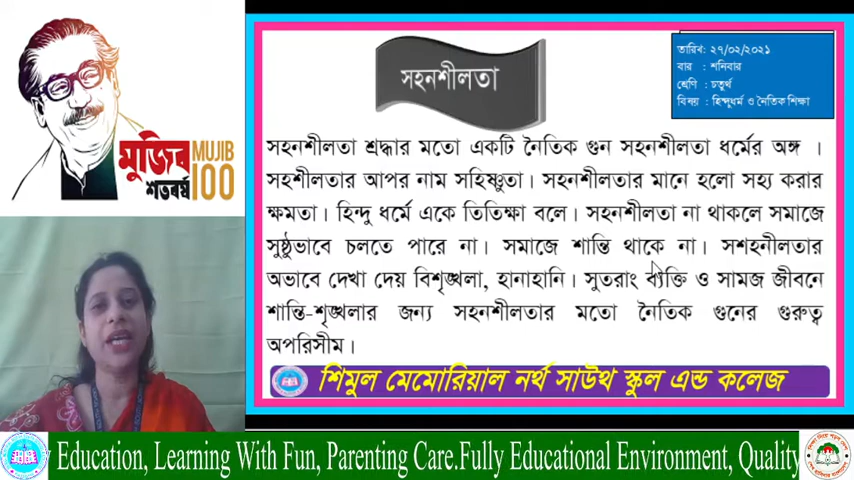 মুজিব
শতবর্ষ
MUJIB
100
সহনশীলতা
তারিখ: ২৭/০২/২০২১
বার : শনিবার
শ্রেণি : চতুর্থ
বিষয় : হিন্দুধর্ম ও নৈতিক শিক্ষা
সহনশীলতা শ্রদ্ধার মতো একটি নৈতিক গুন সহনশীলতা ধর্মের অঙ্গ ।
সহশীলতার আপর নাম সহিষ্ণুতা। সহনশীলতার মানে হলো সহ্য করার
ক্ষমতা। হিন্দু ধর্মে একে তিতিক্ষা বলে। সহনশীলতা না থাকলে সমাজে
সুষ্ঠুভাবে চলতে পারে না। সমাজে শান্তি থাকে না। সশহনীলতার
অভাবে দেখা দেয় বিশৃঙ্খলা, হানাহানি। সুতরাং ব্যক্তি ও সামজ জীবনে
শান্তি-শৃঙ্খলার জন্য সহনশীলতার মতো নৈতিক গুনের গুরুত্ব
অপরিসীম।
শিমুল মেমোরিয়াল নর্থ সাউথ স্কুল এন্ড কলেজ
Education, Learning With Fun, Parenting Care.Fully Educational Environment, Quality